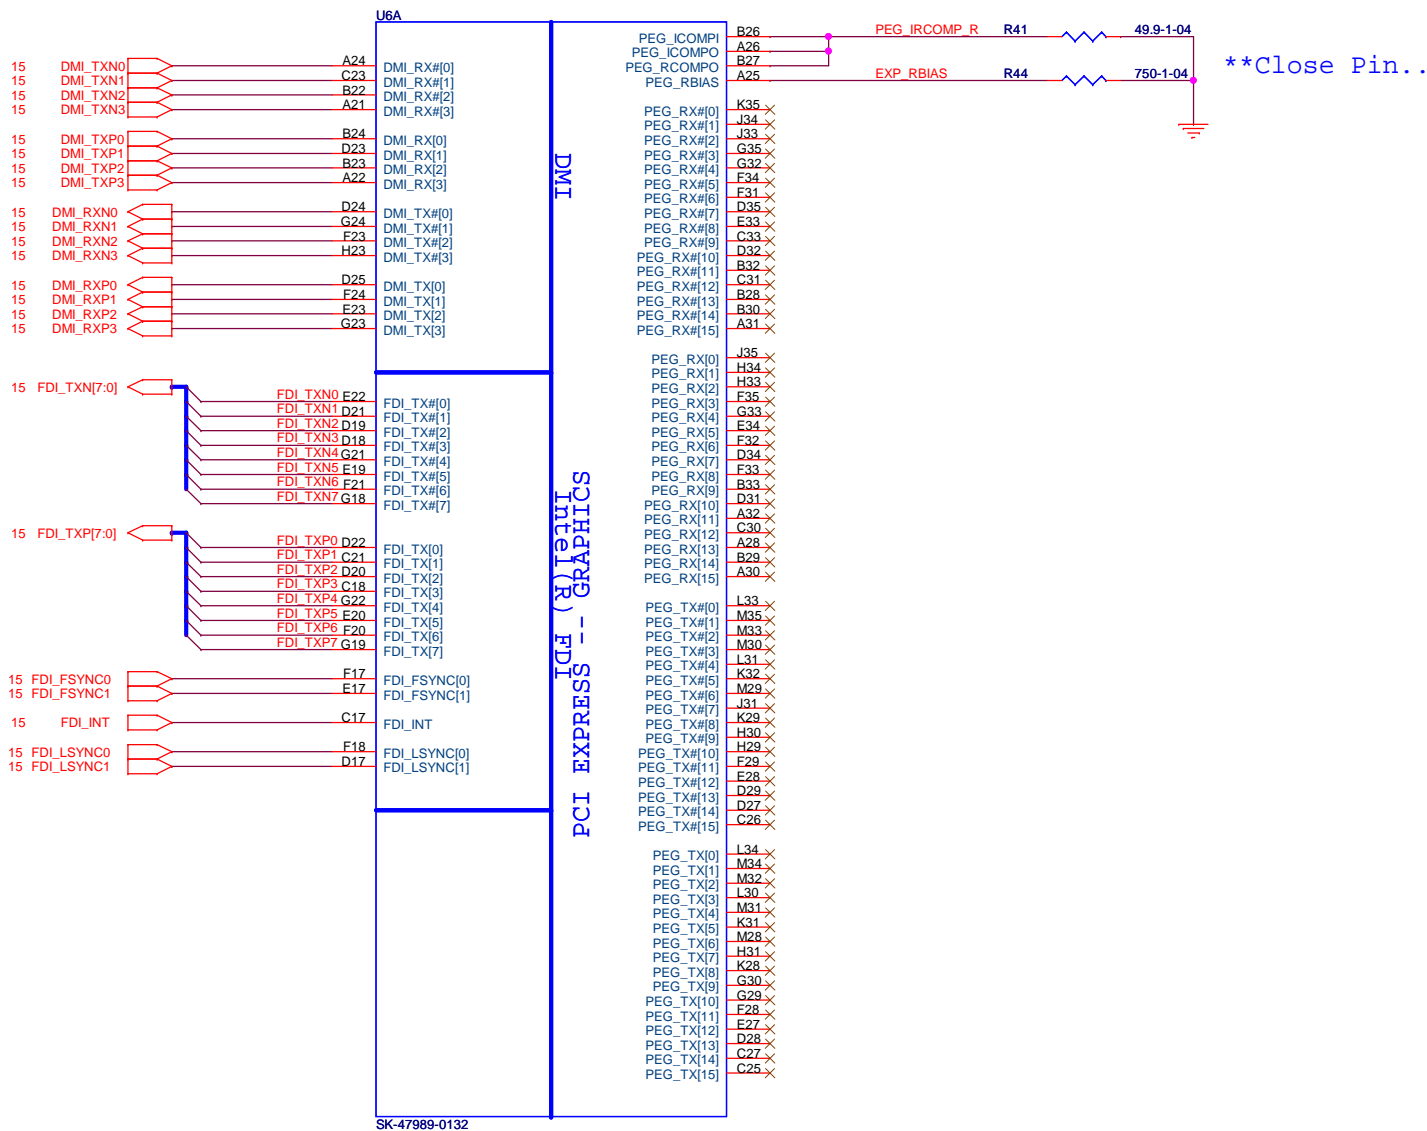 U6A
15 DMI_TXN0 A24 DMI_RX#[0]
15 DMI_TXN1 C23 DMI_RX#[1]
15 DMI_TXN2 B22 DMI_RX#[2]
15 DMI_TXN3 A21 DMI_RX#[3]
15 DMI_TXP0 B24 DMI_RX[0]
15 DMI_TXP1 D23 DMI_RX[1]
15 DMI_TXP2 B23 DMI_RX[2]
15 DMI_TXP3 A22 DMI_RX[3]
15 DMI_RXN0 D24 DMI_TX#[0]
15 DMI_RXN1 G24 DMI_TX#[1]
15 DMI_RXN2 F23 DMI_TX#[2]
15 DMI_RXN3 H23 DMI_TX#[3]
15 DMI_RXP0 D25 DMI_TX[0]
15 DMI_RXP1 F24 DMI_TX[1]
15 DMI_RXP2 E23 DMI_TX[2]
15 DMI_RXP3 G23 DMI_TX[3]
15 FDI_TXN[7:0]
FDI_TXN0 E22 FDI_TX#[0]
FDI_TXN1 D21 FDI_TX#[1]
FDI_TXN2 D19 FDI_TX#[2]
FDI_TXN3 D18 FDI_TX#[3]
FDI_TXN4 G21 FDI_TX#[4]
FDI_TXN5 E19 FDI_TX#[5]
FDI_TXN6 F21 FDI_TX#[6]
FDI_TXN7 G18 FDI_TX#[7]
15 FDI_TXP[7:0]
FDI_TXP0 D22 FDI_TX[0]
FDI_TXP1 C21 FDI_TX[1]
FDI_TXP2 D20 FDI_TX[2]
FDI_TXP3 C18 FDI_TX[3]
FDI_TXP4 G22 FDI_TX[4]
FDI_TXP5 E20 FDI_TX[5]
FDI_TXP6 F20 FDI_TX[6]
FDI_TXP7 G19 FDI_TX[7]
15 FDI_FSYNC0 F17 FDI_FSYNC[0]
15 FDI_FSYNC1 E17 FDI_FSYNC[1]
15 FDI_INT C17 FDI_INT
15 FDI_LSYNC0 F18 FDI_LSYNC[0]
15 FDI_LSYNC1 D17 FDI_LSYNC[1]
DMI
Intel(R) FDI
PCI EXPRESS -- GRAPHICS
PEG_ICOMPI B26 PEG_IRCOMP_R R41 49.9-1-04
PEG_ICOMPO A26
PEG_RCOMPO B27
PEG_RBIAS A25 EXP_RBIAS R44 750-1-04
**Close Pin..
PEG_RX#[0] K35
PEG_RX#[1] J34
PEG_RX#[2] J33
PEG_RX#[3] G35
PEG_RX#[4] G32
PEG_RX#[5] F34
PEG_RX#[6] F31
PEG_RX#[7] D35
PEG_RX#[8] E33
PEG_RX#[9] C33
PEG_RX#[10] D32
PEG_RX#[11] B32
PEG_RX#[12] C31
PEG_RX#[13] B28
PEG_RX#[14] B30
PEG_RX#[15] A31
PEG_RX[0] J35
PEG_RX[1] H34
PEG_RX[2] H33
PEG_RX[3] F35
PEG_RX[4] G33
PEG_RX[5] E34
PEG_RX[6] F32
PEG_RX[7] D34
PEG_RX[8] F33
PEG_RX[9] B33
PEG_RX[10] D31
PEG_RX[11] A32
PEG_RX[12] C30
PEG_RX[13] A28
PEG_RX[14] B29
PEG_RX[15] A30
PEG_TX#[0] L33
PEG_TX#[1] M35
PEG_TX#[2] M33
PEG_TX#[3] M30
PEG_TX#[4] L31
PEG_TX#[5] K32
PEG_TX#[6] M29
PEG_TX#[7] J31
PEG_TX#[8] K29
PEG_TX#[9] H30
PEG_TX#[10] H29
PEG_TX#[11] F29
PEG_TX#[12] E28
PEG_TX#[13] D29
PEG_TX#[14] D27
PEG_TX#[15] C26
PEG_TX[0] L34
PEG_TX[1] M34
PEG_TX[2] M32
PEG_TX[3] L30
PEG_TX[4] M31
PEG_TX[5] K31
PEG_TX[6] M28
PEG_TX[7] H31
PEG_TX[8] K28
PEG_TX[9] G30
PEG_TX[10] G29
PEG_TX[11] F28
PEG_TX[12] E27
PEG_TX[13] D28
PEG_TX[14] C27
PEG_TX[15] C25
SK-47989-0132